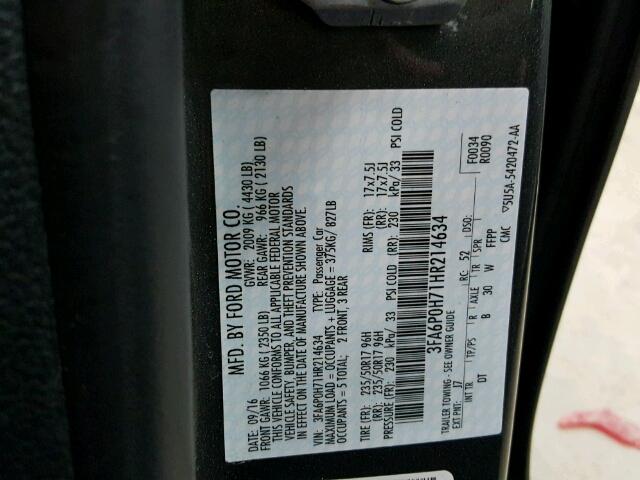 MFD. BY FORD MOTOR CO.
DATE: 09/16 GVWR: 2009 KG ( 4430 LB)
FRONT GAWR: 1066 KG ( 2350 LB) REAR GAWR: 966 KG ( 2130 LB)
THIS VEHICLE CONFORMS TO ALL APPLICABLE FEDERAL MOTOR
VEHICLE SAFETY, BUMPER, AND THEFT PREVENTION STANDARDS
IN EFFECT ON THE DATE OF MANUFACTURE SHOWN ABOVE.
VIN: 3FA6P0H71HR214634 TYPE: Passenger Car
MAXIMUM LOAD = OCCUPANTS + LUGGAGE = 375KG/ 827LB
OCCUPANTS = 5 TOTAL: 2 FRONT, 3 REAR
TIRE (FR): 235/50R17 96H RIMS (FR): 17x7.5J
TIRE (RR): 235/50R17 96H (RR): 17x7.5J
PRESSURE (FR): 230 kPa/ 33 PSI COLD (RR): 230 kPa/ 33 PSI COLD
3FA6P0H71HR214634
F0034
R0090
TRAILER TOWING - SEE OWNER GUIDE
EXT PNT: J7 RC: 52 DSO:
INT TR TP/PS R AXLE TR SPR
DT B 30 W FFPP
CMC ▽5U5A-5420472-AA